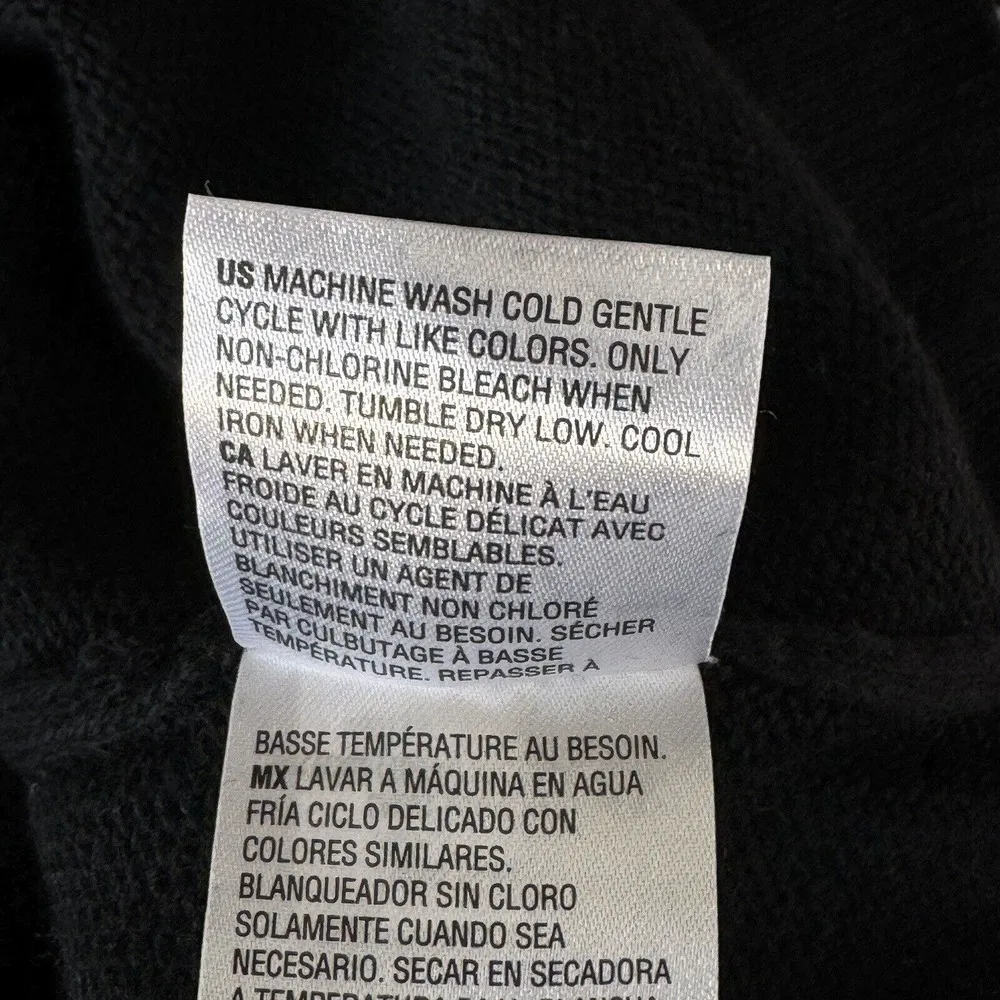 US MACHINE WASH COLD GENTLE
CYCLE WITH LIKE COLORS. ONLY
NON-CHLORINE BLEACH WHEN
NEEDED. TUMBLE DRY LOW. COOL
IRON WHEN NEEDED.
CA LAVER EN MACHINE À L'EAU
FROIDE AU CYCLE DÉLICAT AVEC
COULEURS SEMBLABLES.
UTILISER UN AGENT DE
BLANCHIMENT NON CHLORÉ
SEULEMENT AU BESOIN. SÉCHER
PAR CULBUTAGE À BASSE
TEMPÉRATURE. REPASSER À
BASSE TEMPÉRATURE AU BESOIN.
MX LAVAR A MÁQUINA EN AGUA
FRÍA CICLO DELICADO CON
COLORES SIMILARES.
BLANQUEADOR SIN CLORO
SOLAMENTE CUANDO SEA
NECESARIO. SECAR EN SECADORA
A TEMPERATURA